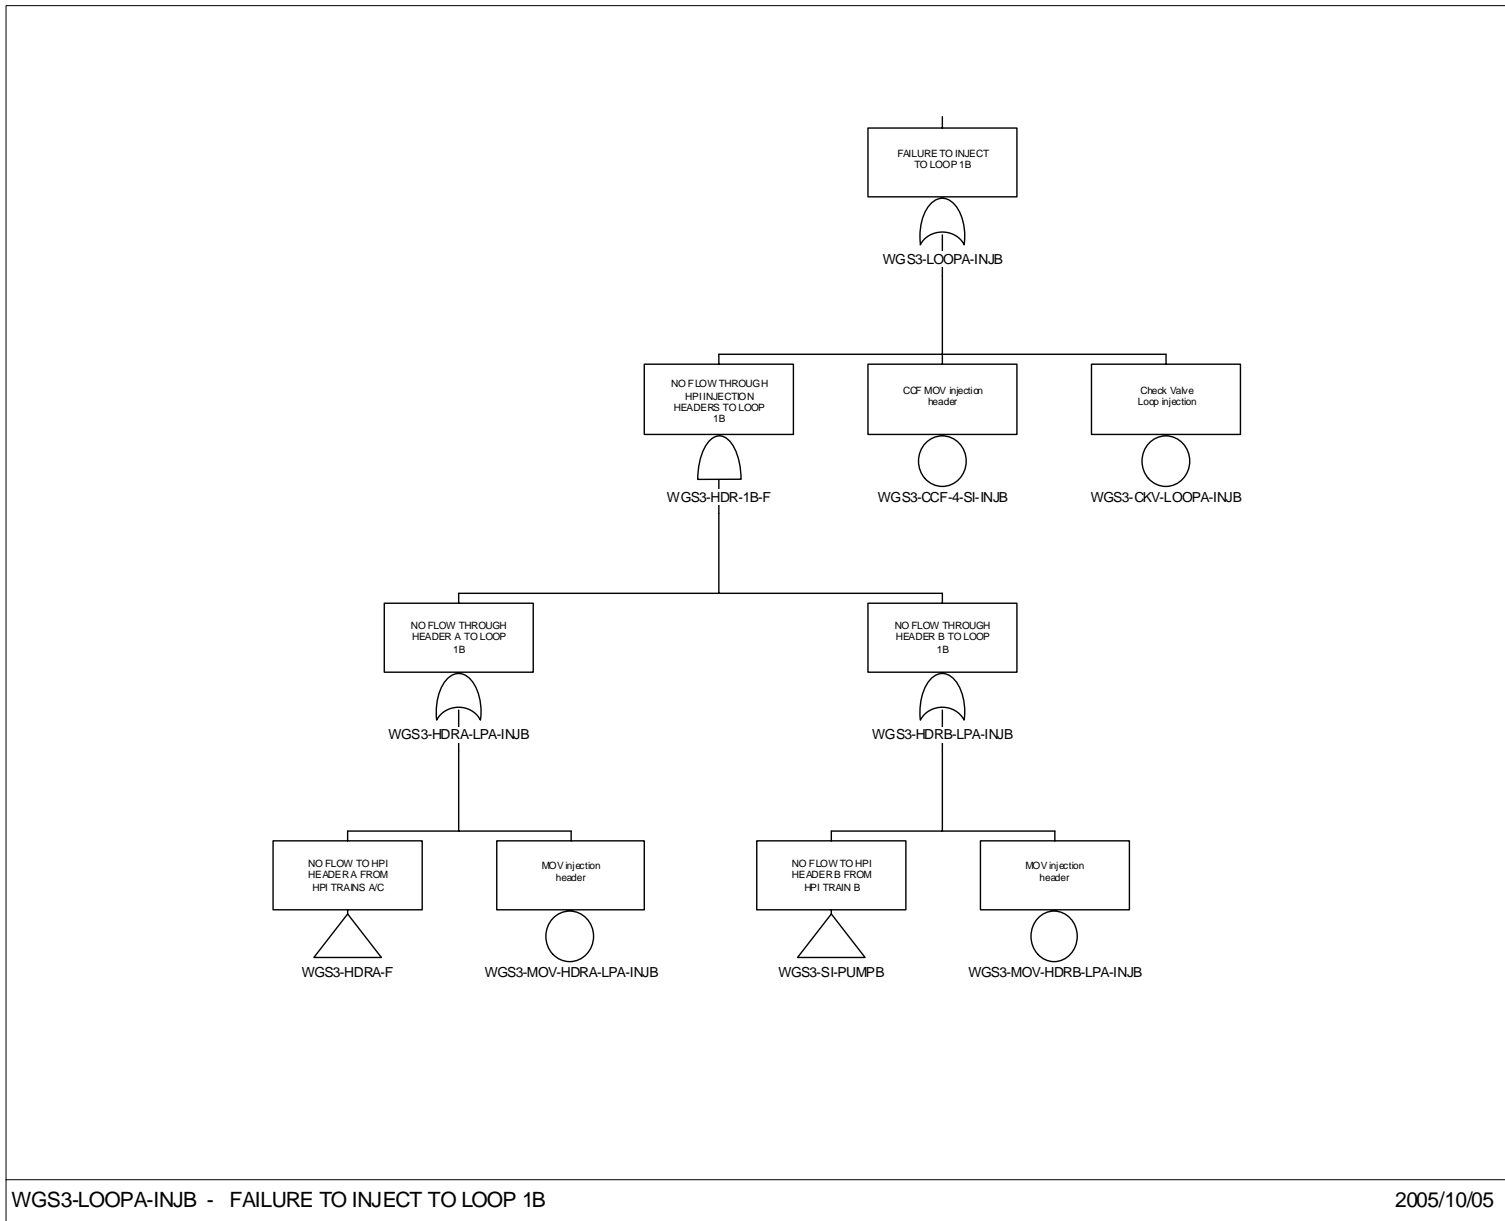 FAILURE TO INJECT
TO LOOP 1B
WGS3-LOOPA-INJB
NO FLOW THROUGH
HPI INJECTION
HEADERS TO LOOP
1B
WGS3-HDR-1B-F
CCF MOV injection
header
WGS3-CCF-4-SI-INJB
Check Valve
Loop injection
WGS3-CKV-LOOPA-INJB
NO FLOW THROUGH
HEADER A TO LOOP
1B
WGS3-HDRA-LPA-INJB
NO FLOW THROUGH
HEADER B TO LOOP
1B
WGS3-HDRB-LPA-INJB
NO FLOW TO HPI
HEADER A FROM
HPI TRAINS A/C
WGS3-HDRA-F
MOV injection
header
WGS3-MOV-HDRA-LPA-INJB
NO FLOW TO HPI
HEADER B FROM
HPI TRAIN B
WGS3-SI-PUMPB
MOV injection
header
WGS3-MOV-HDRB-LPA-INJB
WGS3-LOOPA-INJB - FAILURE TO INJECT TO LOOP 1B
2005/10/05